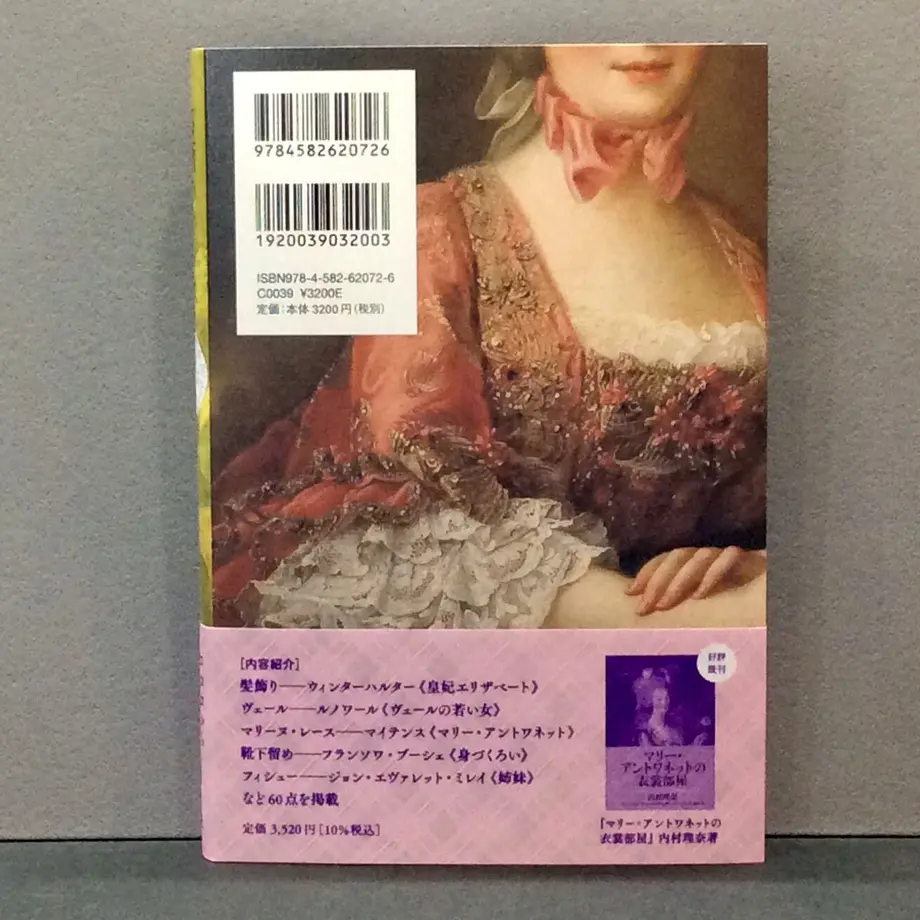 9784582620726
1920039032003
ISBN978-4-582-62072-6
C0039 ¥3200E
定価：本体 3200円（税別）
［内容紹介］
髪飾り──ウィンターハルター《皇妃エリザベート》
ヴェール──ルノワール《ヴェールの若い女》
マリーヌ・レース──マイテンス《マリー・アントワネット》
靴下留め──フランソワ・ブーシェ《身づくろい》
フィシュー──ジョン・エヴァレット・ミレイ《姉妹》
など60点を掲載
定価 3,520円［10％税込］
好評
既刊
マリー・
アントワネットの
衣裳部屋
内村理奈
『マリー・アントワネットの
衣裳部屋』内村理奈著